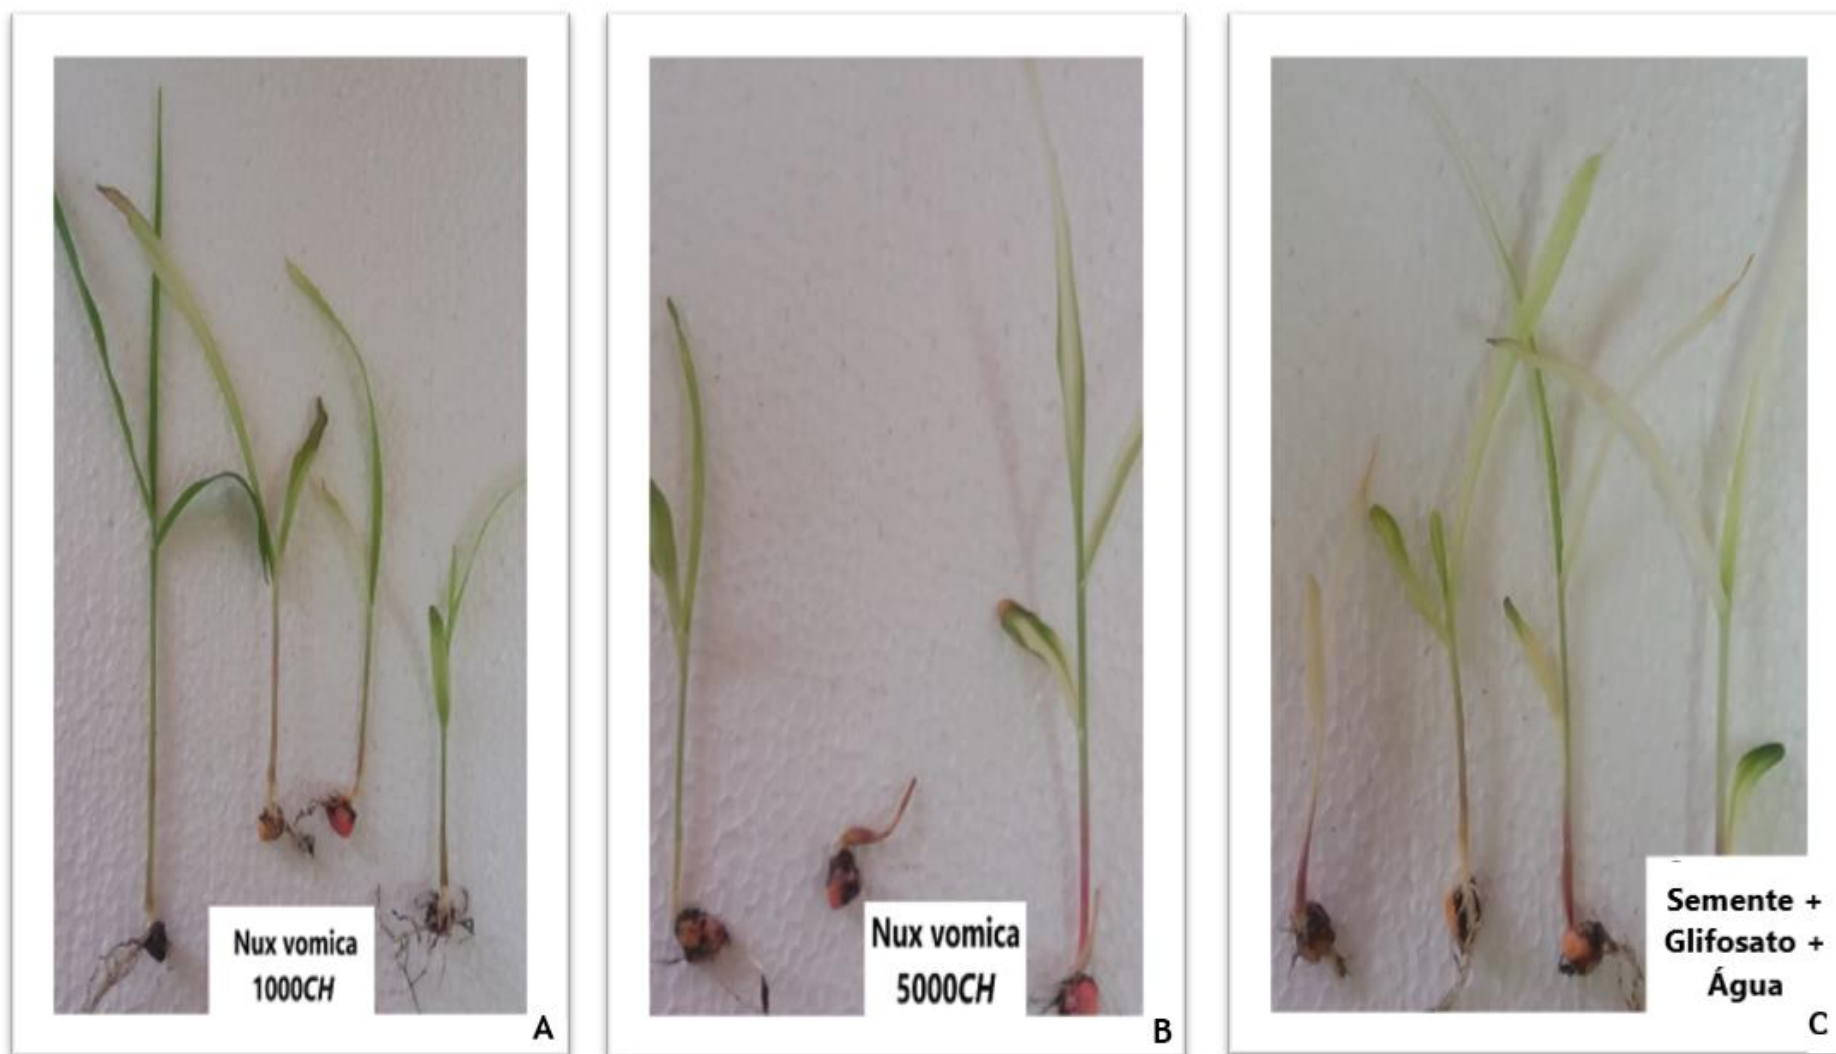 Nux vomica
1000CH
A
Nux vomica
5000CH
B
Semente +
Glifosato +
Água
C